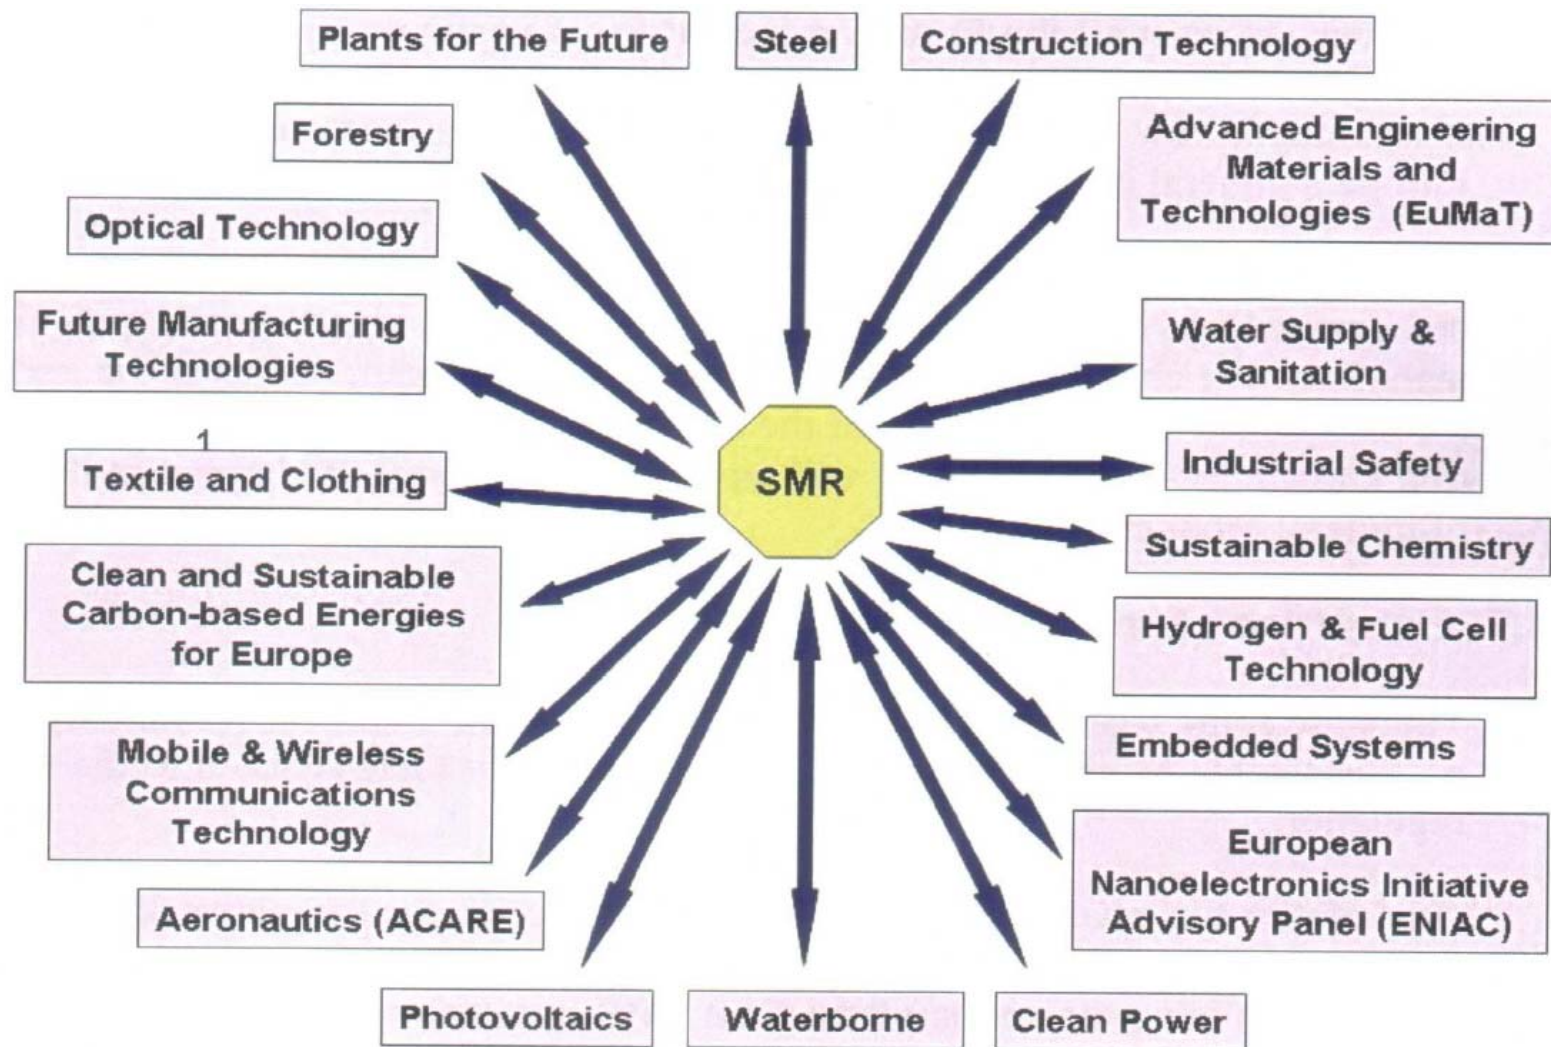 Plants for the Future
Steel
Construction Technology
Forestry
Advanced Engineering
Materials and
Technologies (EuMaT)
Optical Technology
Future Manufacturing
Technologies
Water Supply &
Sanitation
1
Textile and Clothing
SMR
Industrial Safety
Clean and Sustainable
Carbon-based Energies
for Europe
Sustainable Chemistry
Hydrogen & Fuel Cell
Technology
Mobile & Wireless
Communications
Technology
Embedded Systems
Aeronautics (ACARE)
European
Nanoelectronics Initiative
Advisory Panel (ENIAC)
Photovoltaics
Waterborne
Clean Power